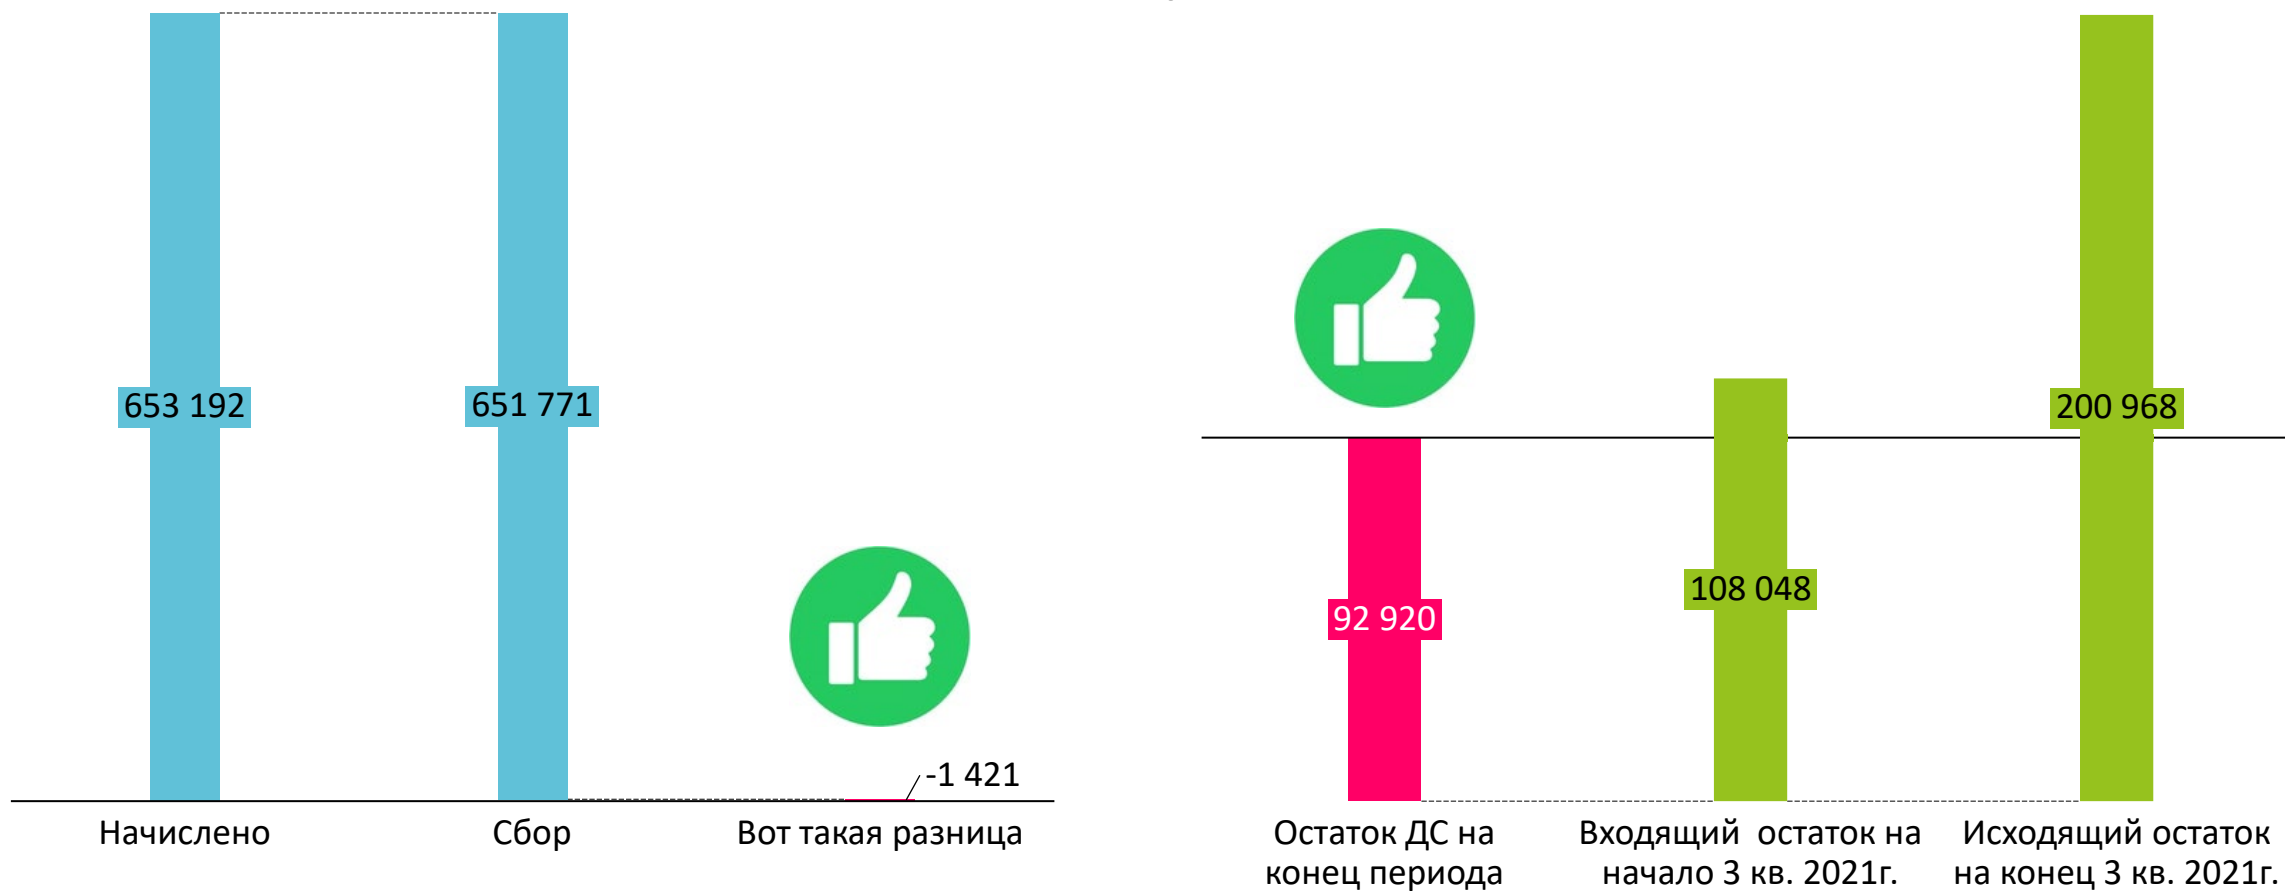 653 192
651 771
-1 421
Начислено
Сбор
Вот такая разница
92 920
108 048
200 968
Остаток ДС на
конец периода
Входящий  остаток на
начало 3 кв. 2021г.
Исходящий остаток
на конец 3 кв. 2021г.